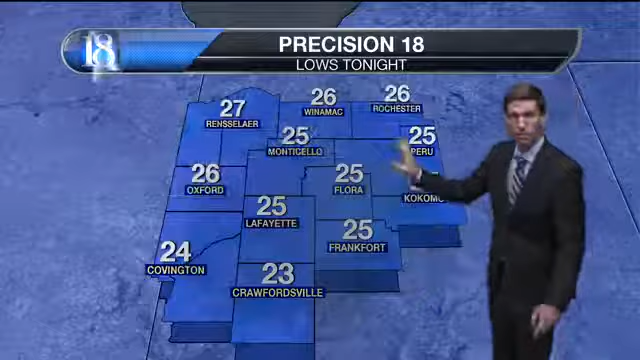 18
PRECISION 18
LOWS TONIGHT
27
RENSSELAER
26
WINAMAC
26
ROCHESTER
25
MONTICELLO
25
PERU
26
OXFORD
25
FLORA
KOKOMO
25
LAFAYETTE
25
FRANKFORT
24
COVINGTON
23
CRAWFORDSVILLE